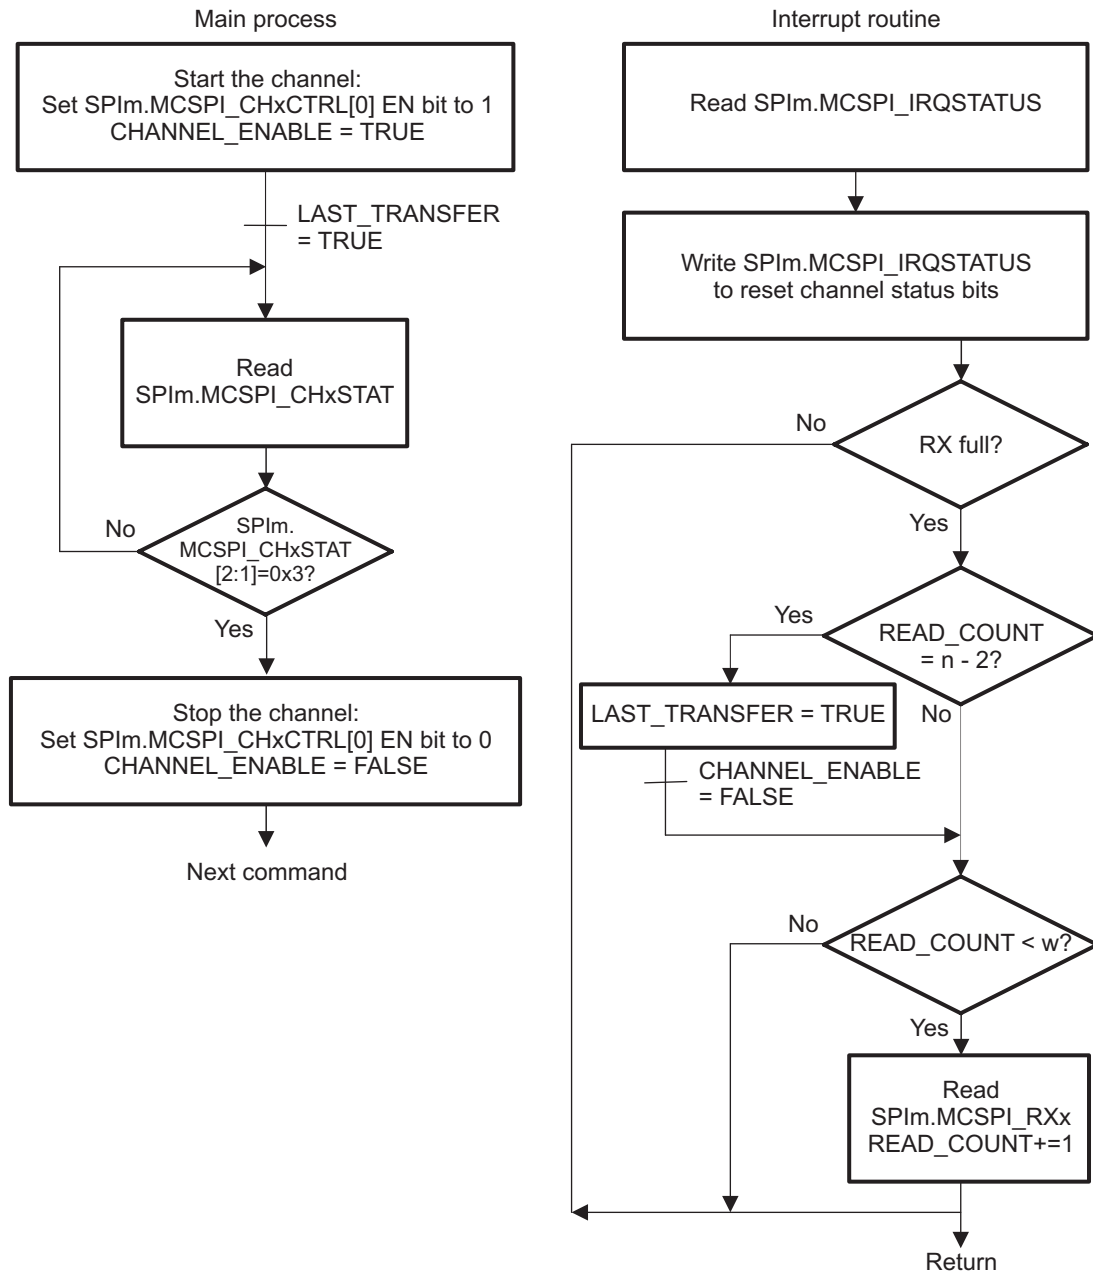 Main process
Start the channel:
Set SPIm.MCSPI_CHxCTRL[0] EN bit to 1
CHANNEL_ENABLE = TRUE
LAST_TRANSFER
= TRUE
Read
SPIm.MCSPI_CHxSTAT
No
SPIm.
MCSPI_CHxSTAT
[2:1]=0x3?
Yes
Stop the channel:
Set SPIm.MCSPI_CHxCTRL[0] EN bit to 0
CHANNEL_ENABLE = FALSE
Next command
Interrupt routine
Read SPIm.MCSPI_IRQSTATUS
Write SPIm.MCSPI_IRQSTATUS
to reset channel status bits
No
RX full?
Yes
Yes
READ_COUNT
= n - 2?
LAST_TRANSFER = TRUE
No
CHANNEL_ENABLE
= FALSE
No
READ_COUNT < w?
Yes
Read
SPIm.MCSPI_RXx
READ_COUNT+=1
Return